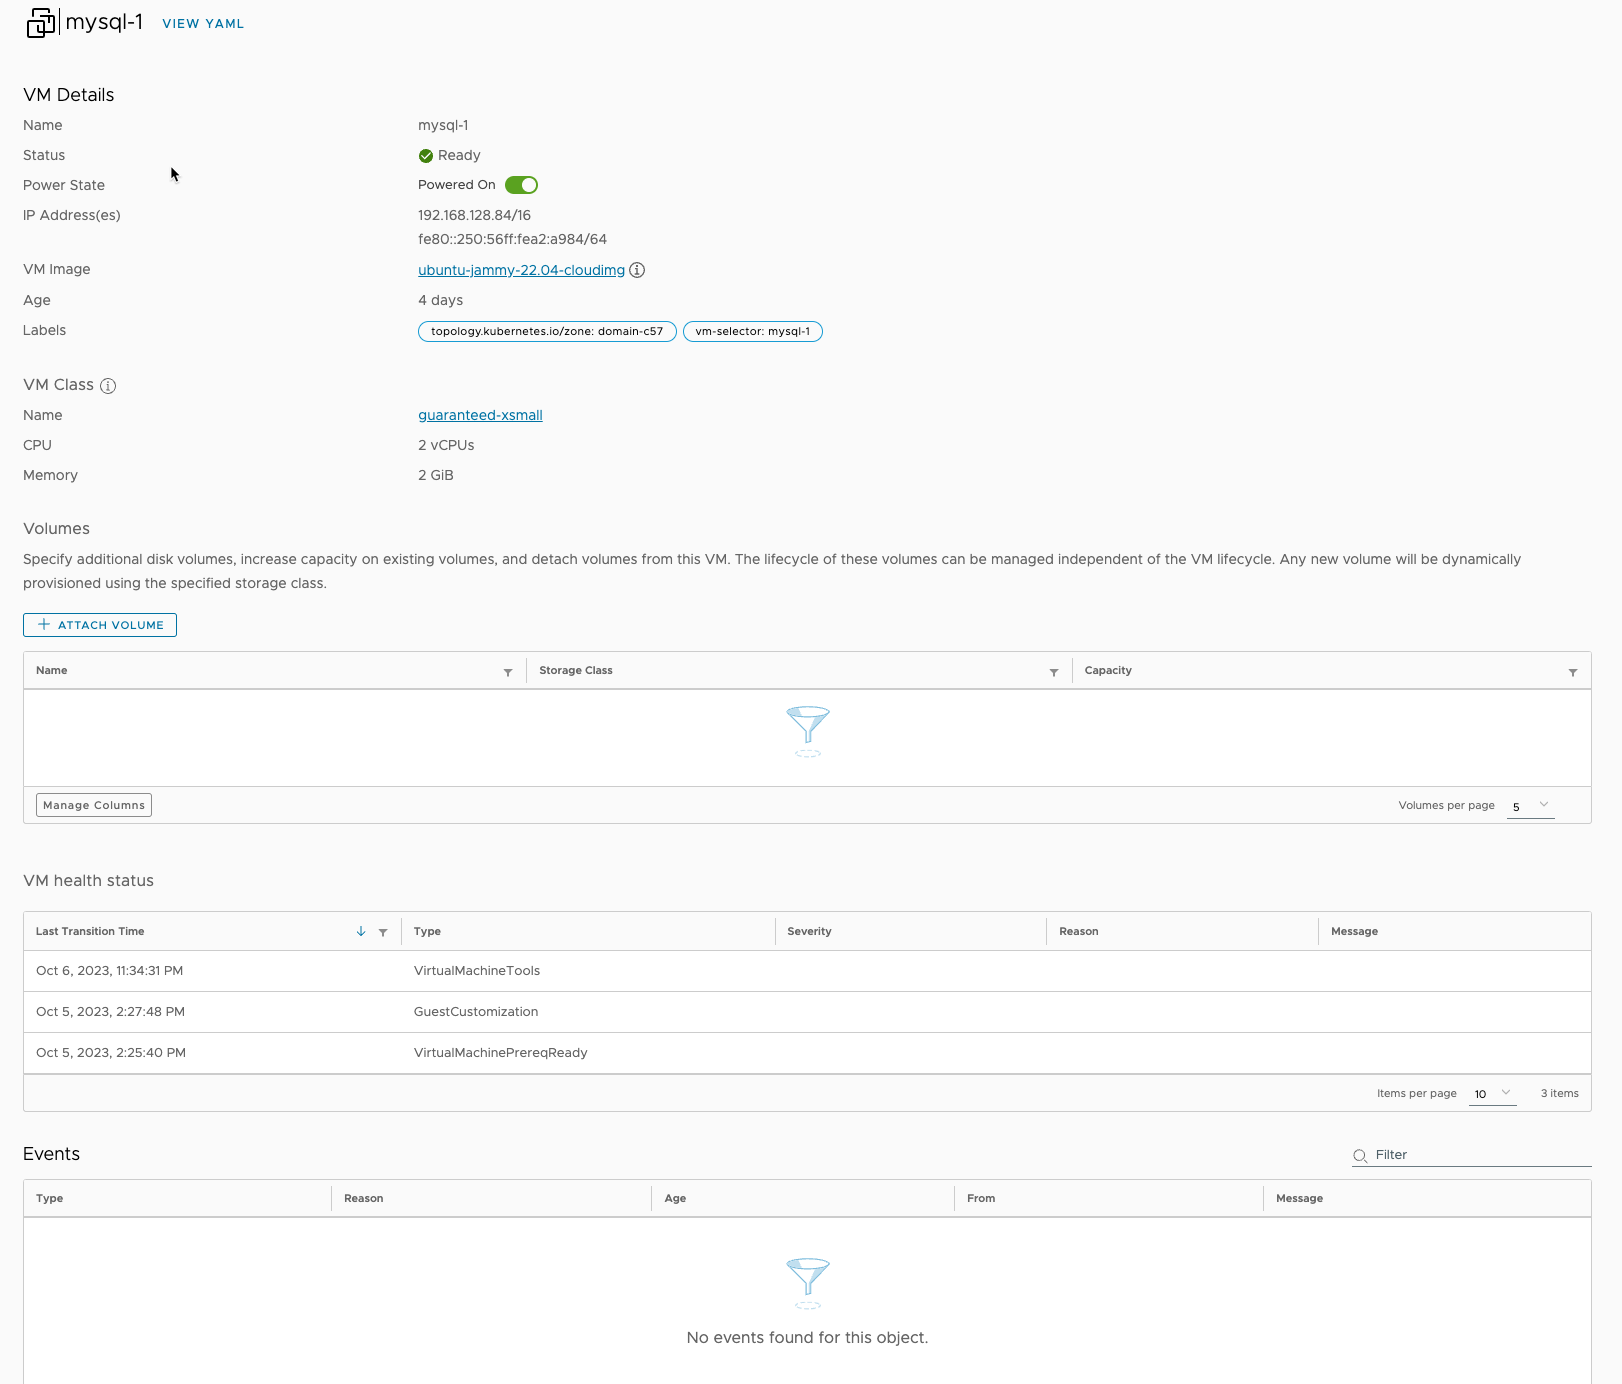 mysql-1 VIEW YAML
VM Details
Name mysql-1
Status Ready
Power State Powered On
IP Address(es) 192.168.128.84/16
fe80::250:56ff:fea2:a984/64
VM Image ubuntu-jammy-22.04-cloudimg
Age 4 days
Labels topology.kubernetes.io/zone: domain-c57 vm-selector: mysql-1
VM Class
Name guaranteed-xsmall
CPU 2 vCPUs
Memory 2 GiB
Volumes
Specify additional disk volumes, increase capacity on existing volumes, and detach volumes from this VM. The lifecycle of these volumes can be managed independent of the VM lifecycle. Any new volume will be dynamically
provisioned using the specified storage class.
ATTACH VOLUME
Name Storage Class Capacity
Manage Columns Volumes per page 5
VM health status
Last Transition Time Type Severity Reason Message
Oct 6, 2023, 11:34:31 PM VirtualMachineTools
Oct 5, 2023, 2:27:48 PM GuestCustomization
Oct 5, 2023, 2:25:40 PM VirtualMachinePrereqReady
Items per page 10 3 items
Events Filter
Type Reason Age From Message
No events found for this object.